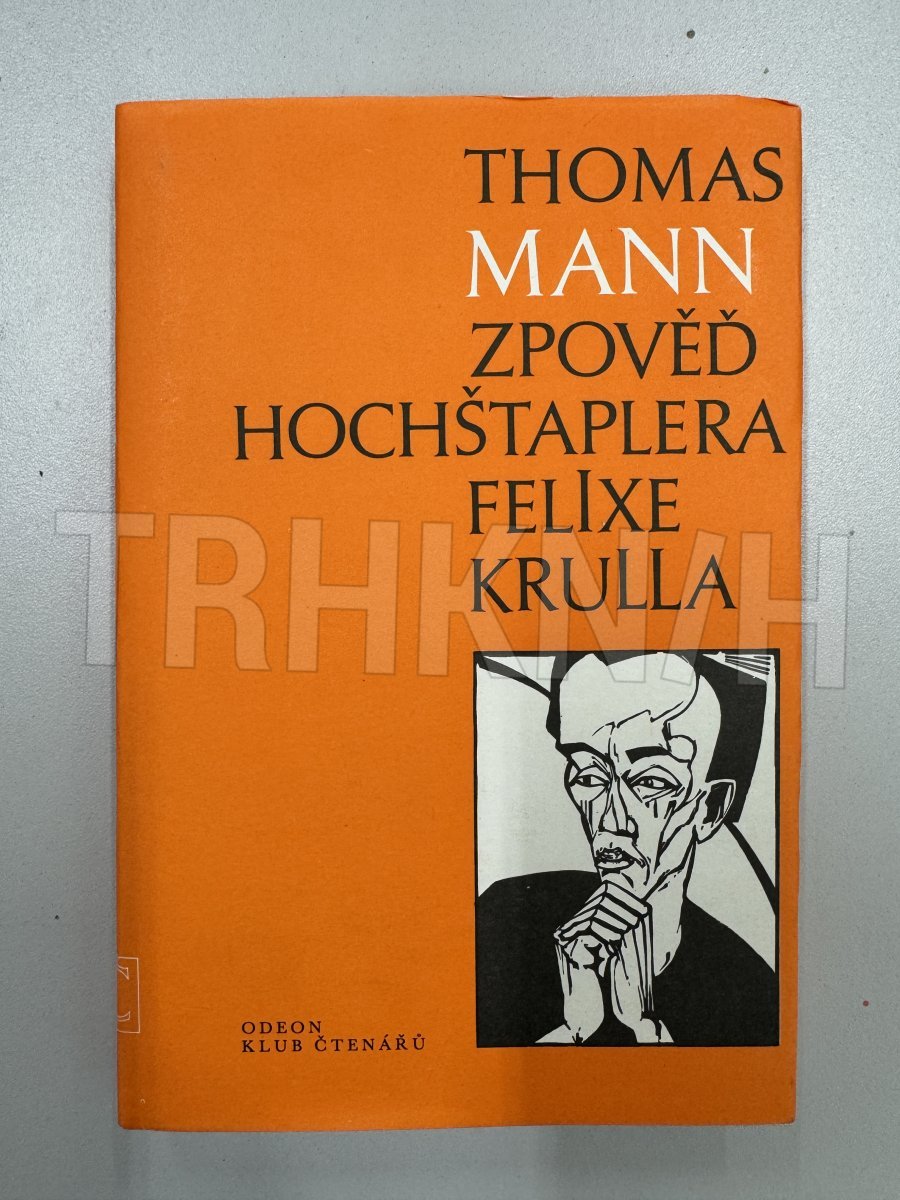 THOMAS
MANN
ZPOVĚĎ
HOCHŠTAPLERA
FELIXE
KRULLA
TRHKNIH
ODEON
KLUB ČTENÁŘŮ